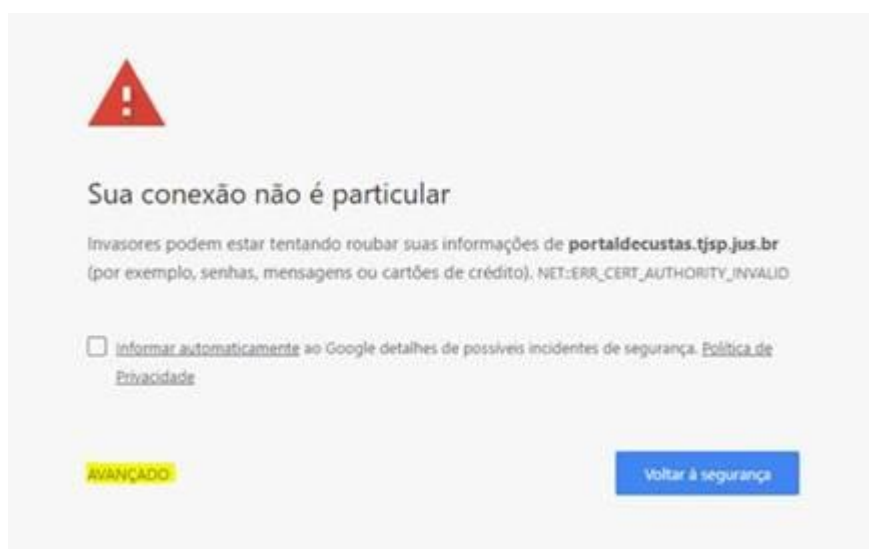 Sua conexão não é particular
Invasores podem estar tentando roubar suas informações de portaldecustas.tjsp.jus.br
(por exemplo, senhas, mensagens ou cartões de crédito). NET::ERR_CERT_AUTHORITY_INVALID
Informar automaticamente ao Google detalhes de possíveis incidentes de segurança. Política de
Privacidade
AVANÇADO
Voltar à segurança